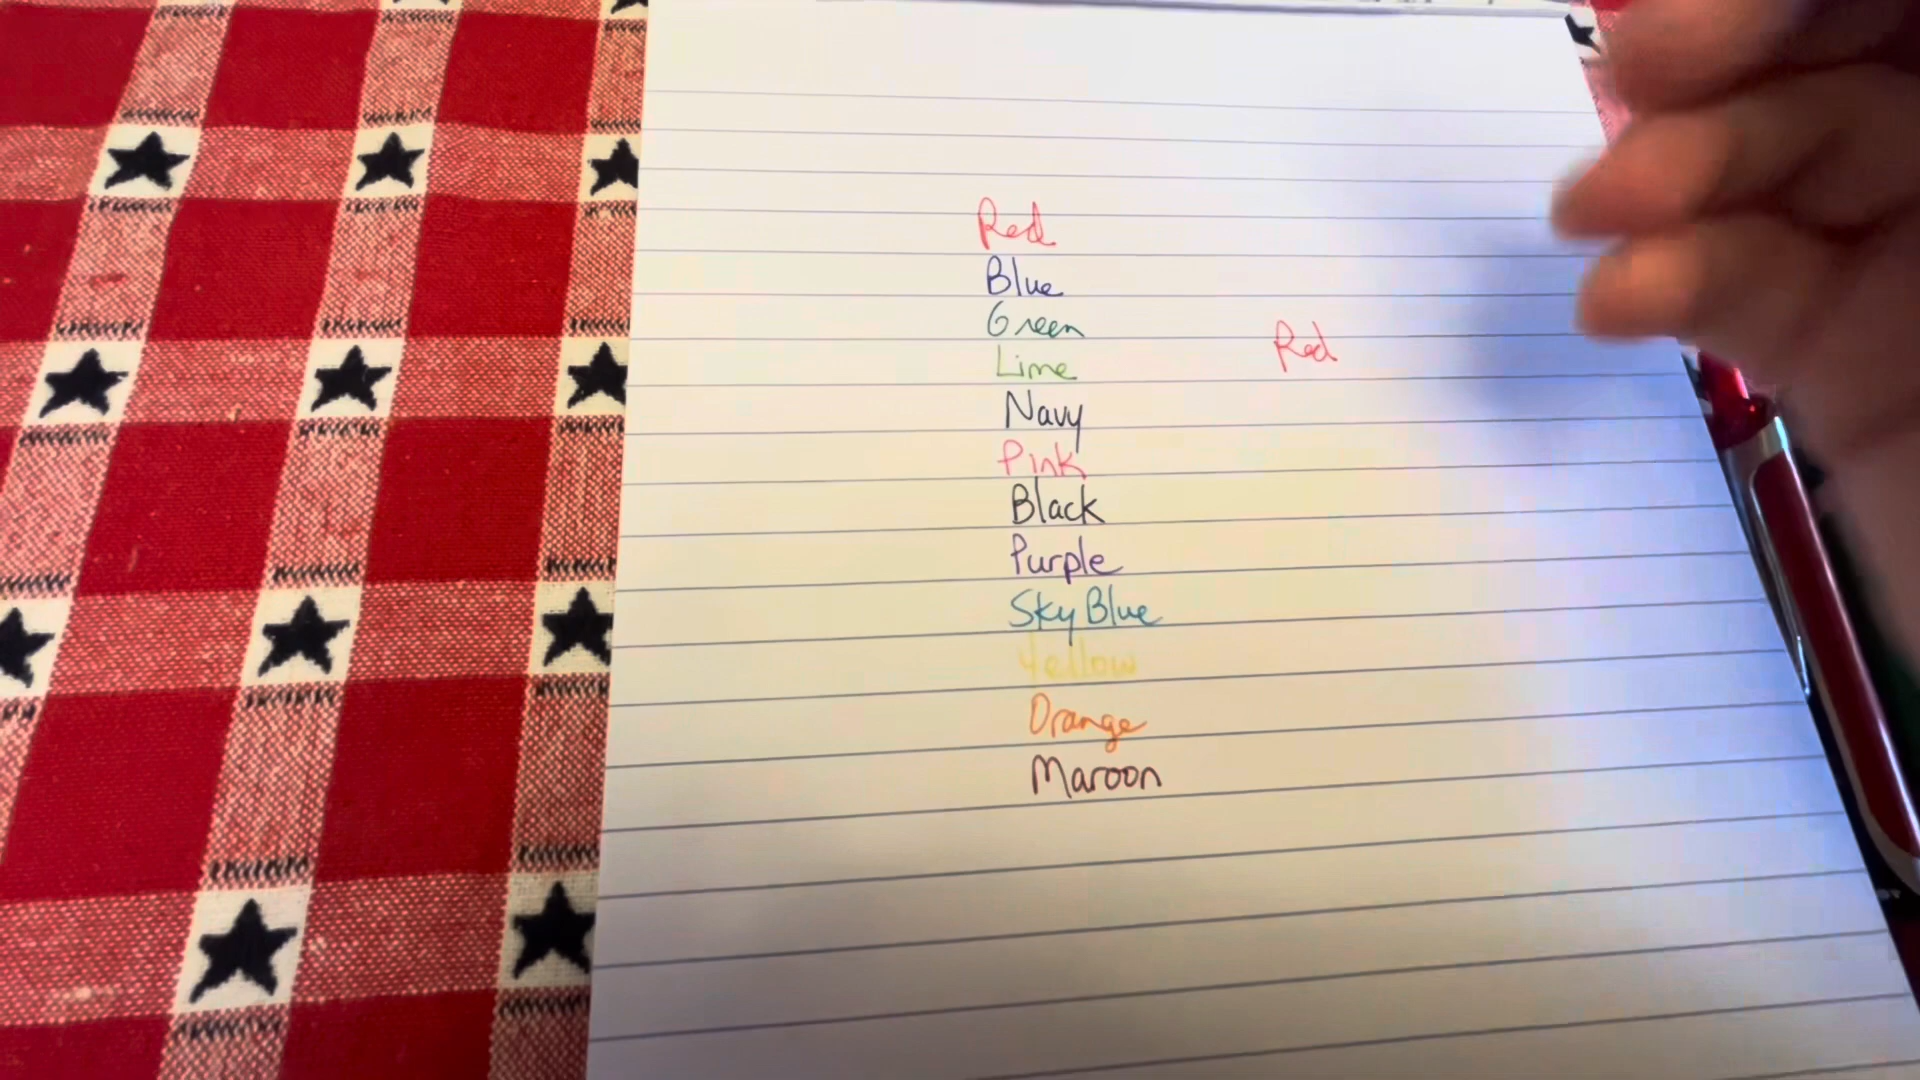 Red
Blue
Green
Red
Lime
Navy
Pink
Black
Purple
Sky Blue
Yellow
Orange
Maroon